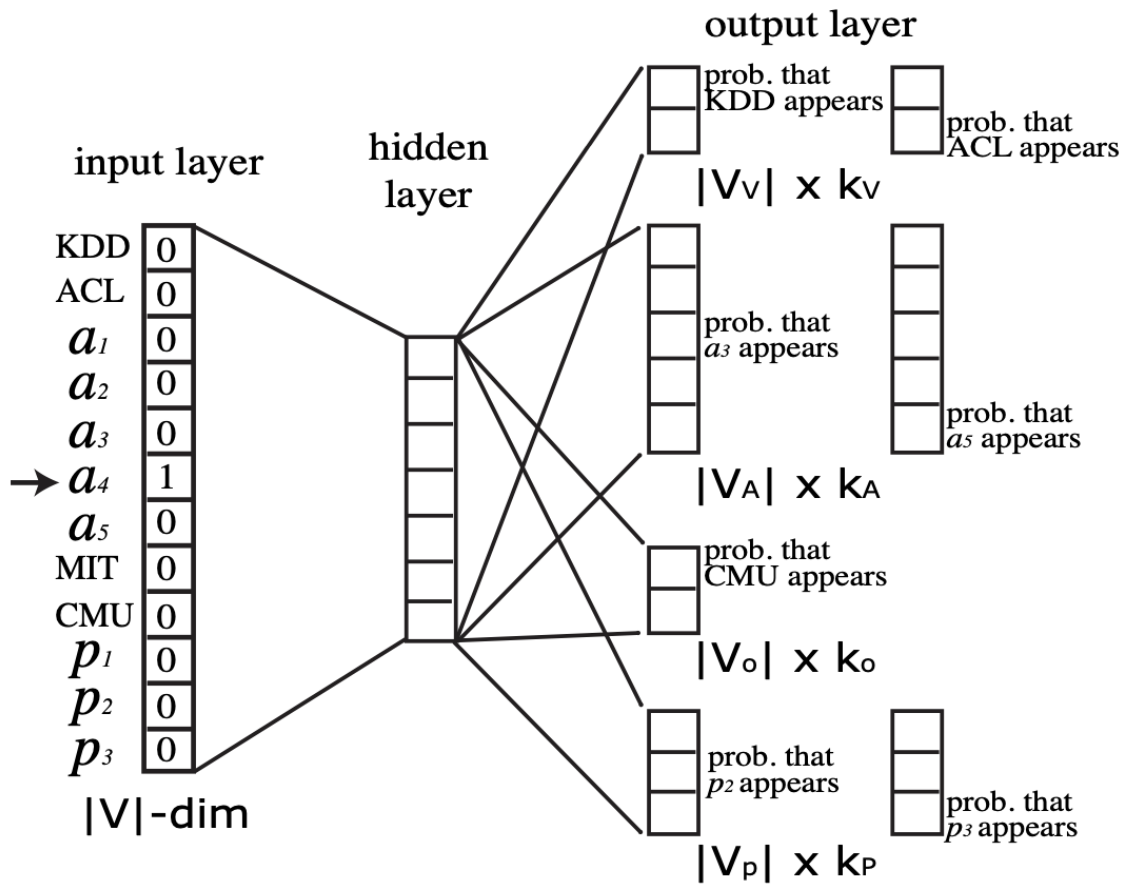 input layer
KDD 0
ACL 0
a1 0
a2 0
a3 0
a4 1
a5 0
MIT 0
CMU 0
p1 0
p2 0
p3 0
|V|-dim
hidden
layer
output layer
prob. that
KDD appears
prob. that
ACL appears
|VV| x kV
prob. that
a3 appears
prob. that
a5 appears
|VA| x kA
prob. that
CMU appears
|Vo| x ko
prob. that
p2 appears
prob. that
p3 appears
|Vp| x kP